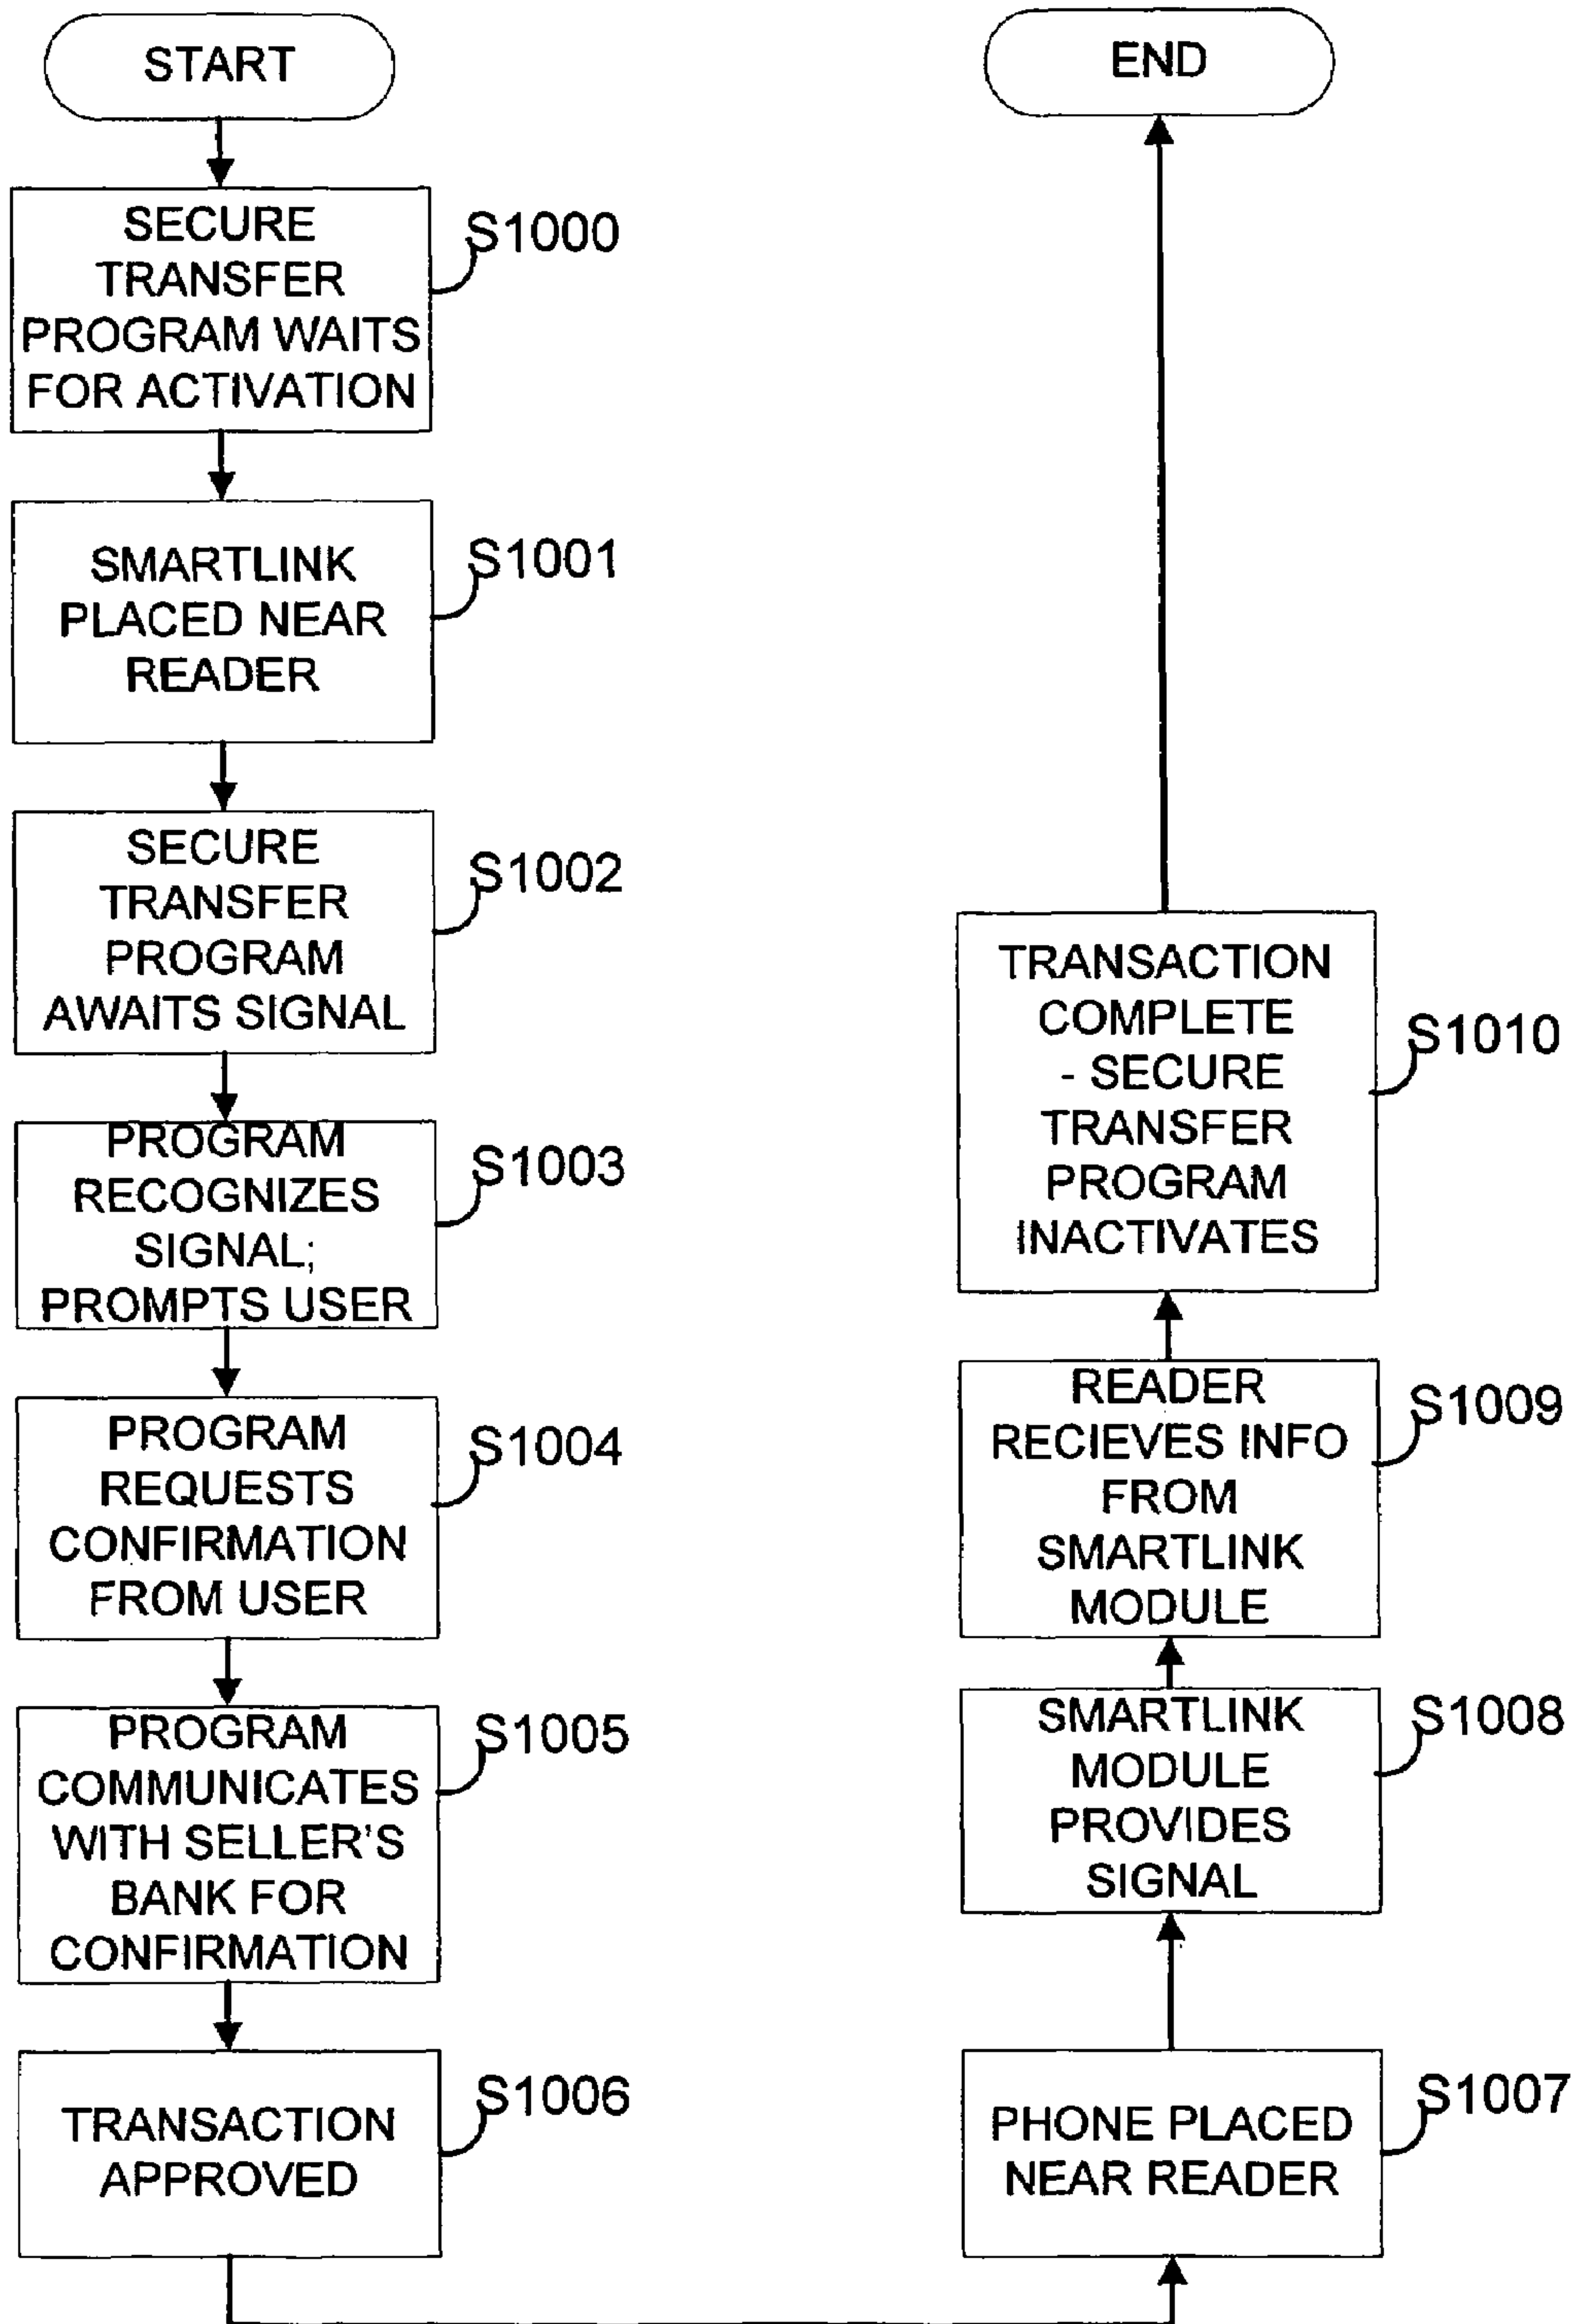 START
SECURE
TRANSFER
PROGRAM WAITS
FOR ACTIVATION
S1000
SMARTLINK
PLACED NEAR
READER
S1001
SECURE
TRANSFER
PROGRAM
AWAITS SIGNAL
S1002
PROGRAM
RECOGNIZES
SIGNAL;
PROMPTS USER
S1003
PROGRAM
REQUESTS
CONFIRMATION
FROM USER
S1004
PROGRAM
COMMUNICATES
WITH SELLER'S
BANK FOR
CONFIRMATION
S1005
TRANSACTION
APPROVED
S1006
PHONE PLACED
NEAR READER
S1007
SMARTLINK
MODULE
PROVIDES
SIGNAL
S1008
READER
RECIEVES INFO
FROM
SMARTLINK
MODULE
S1009
TRANSACTION
COMPLETE
- SECURE
TRANSFER
PROGRAM
INACTIVATES
S1010
END